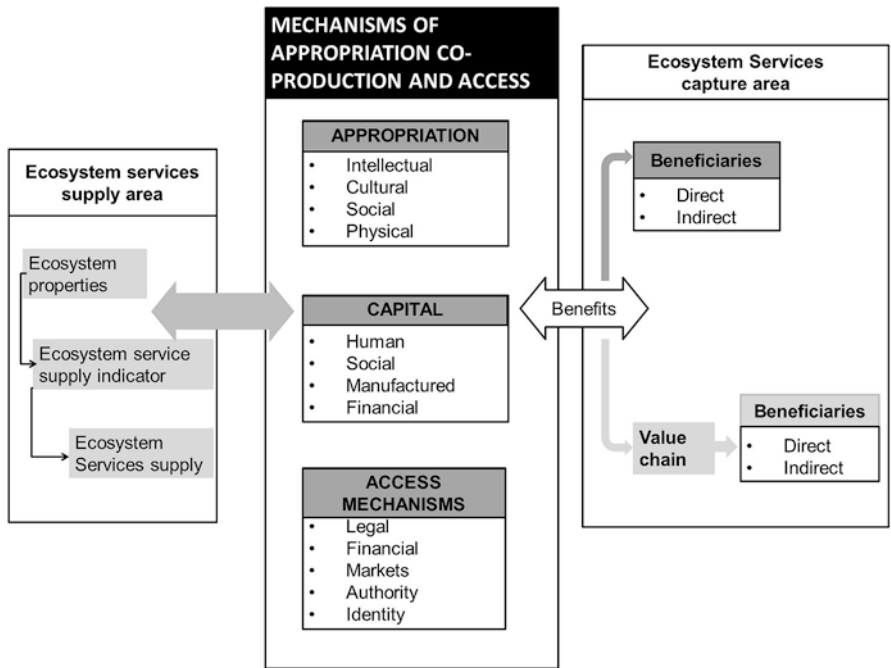 MECHANISMS OF
APPROPRIATION CO-
PRODUCTION AND ACCESS
Ecosystem services
supply area
Ecosystem
properties
Ecosystem service
supply indicator
Ecosystem
Services supply
APPROPRIATION
• Intellectual
• Cultural
• Social
• Physical
CAPITAL
• Human
• Social
• Manufactured
• Financial
ACCESS
MECHANISMS
• Legal
• Financial
• Markets
• Authority
• Identity
Benefits
Ecosystem Services
capture area
Beneficiaries
• Direct
• Indirect
Value
chain
Beneficiaries
• Direct
• Indirect